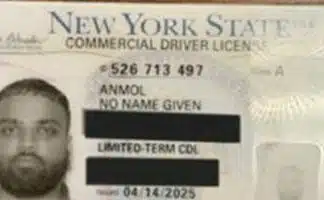 NEW YORK STATE
COMMERCIAL DRIVER LICENSE
526 713 497
A
ANMOL
NO NAME GIVEN
LIMITED-TERM CDL
Issued 04/14/2025